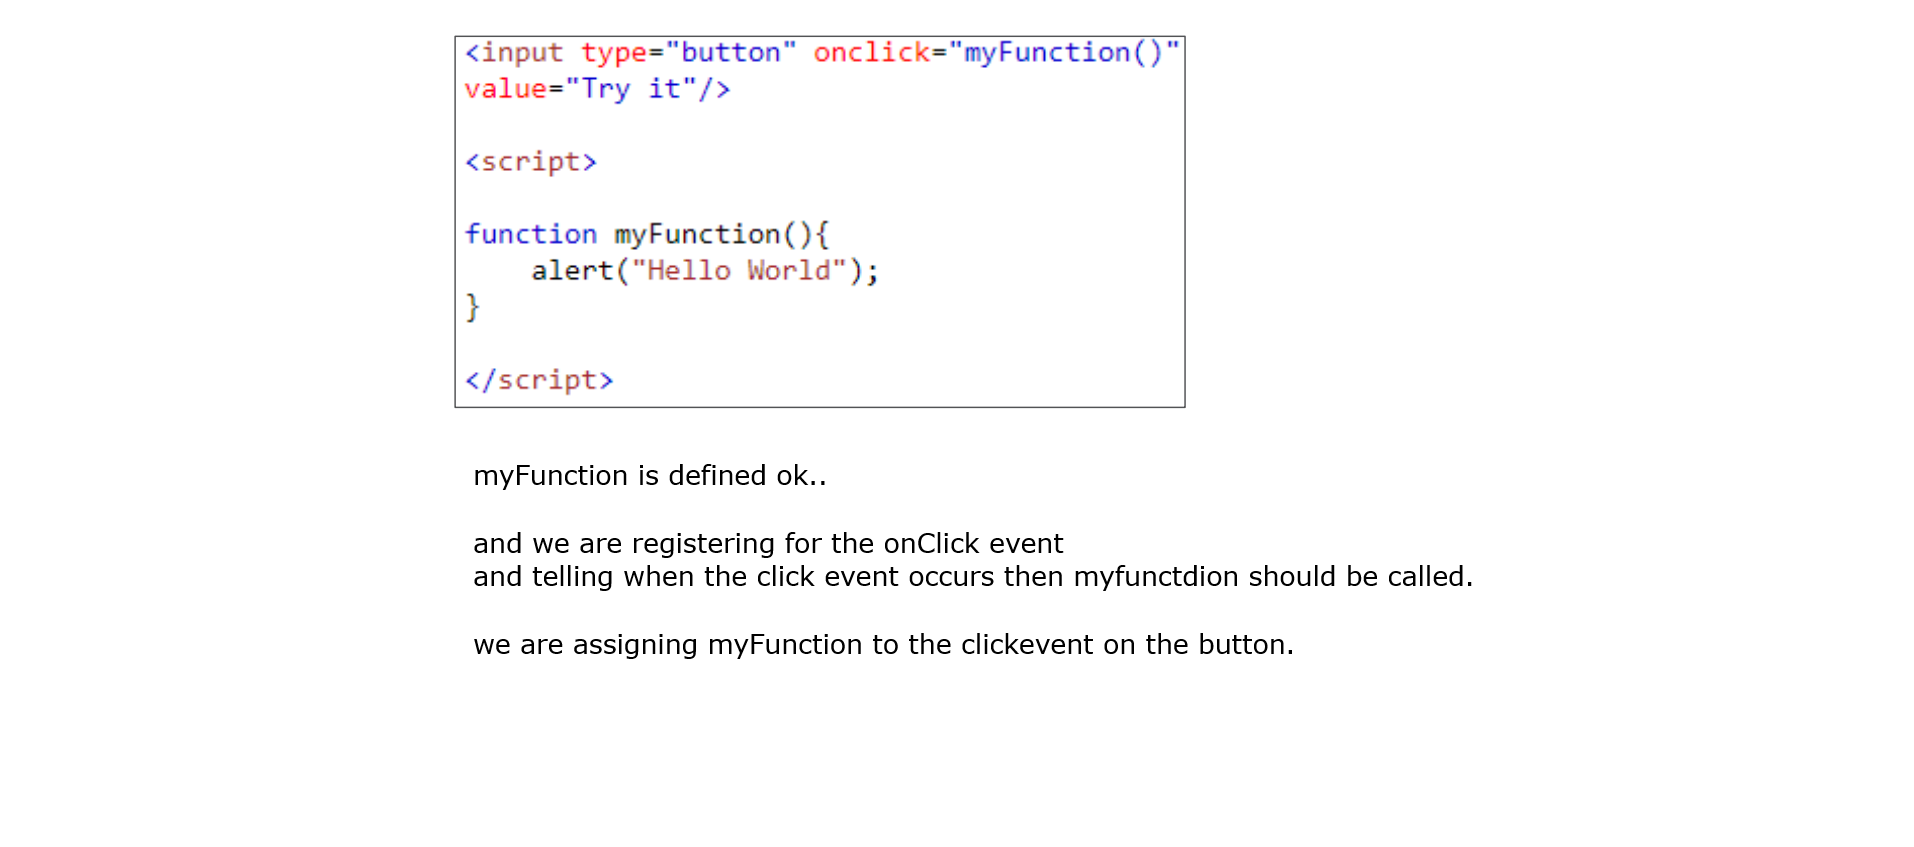 <input type="button" onclick="myFunction()"
value="Try it"/>
<script>
function myFunction(){
    alert("Hello World");
}
</script>
myFunction is defined ok..
and we are registering for the onClick event
and telling when the click event occurs then myfunctdion should be called.
we are assigning myFunction to the clickevent on the button.